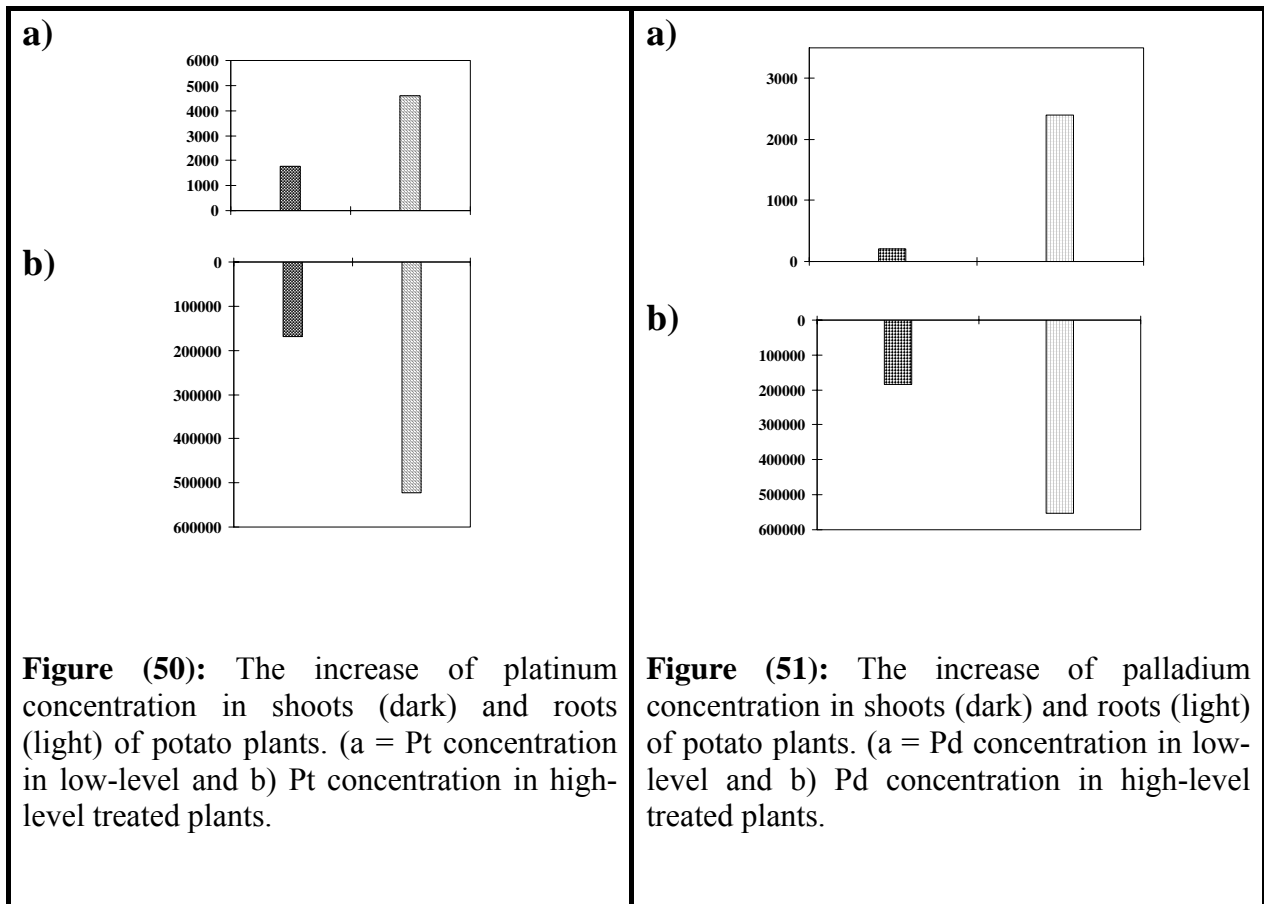 a)
6000
5000
4000
3000
2000
1000
0
b)
0
100000
200000
300000
400000
500000
600000
Figure (50): The increase of platinum
concentration in shoots (dark) and roots
(light) of potato plants. (a = Pt concentration
in low-level and b) Pt concentration in high-
level treated plants.
a)
3000
2000
1000
0
b)
0
100000
200000
300000
400000
500000
600000
Figure (51): The increase of palladium
concentration in shoots (dark) and roots (light)
of potato plants. (a = Pd concentration in low-
level and b) Pd concentration in high-level
treated plants.